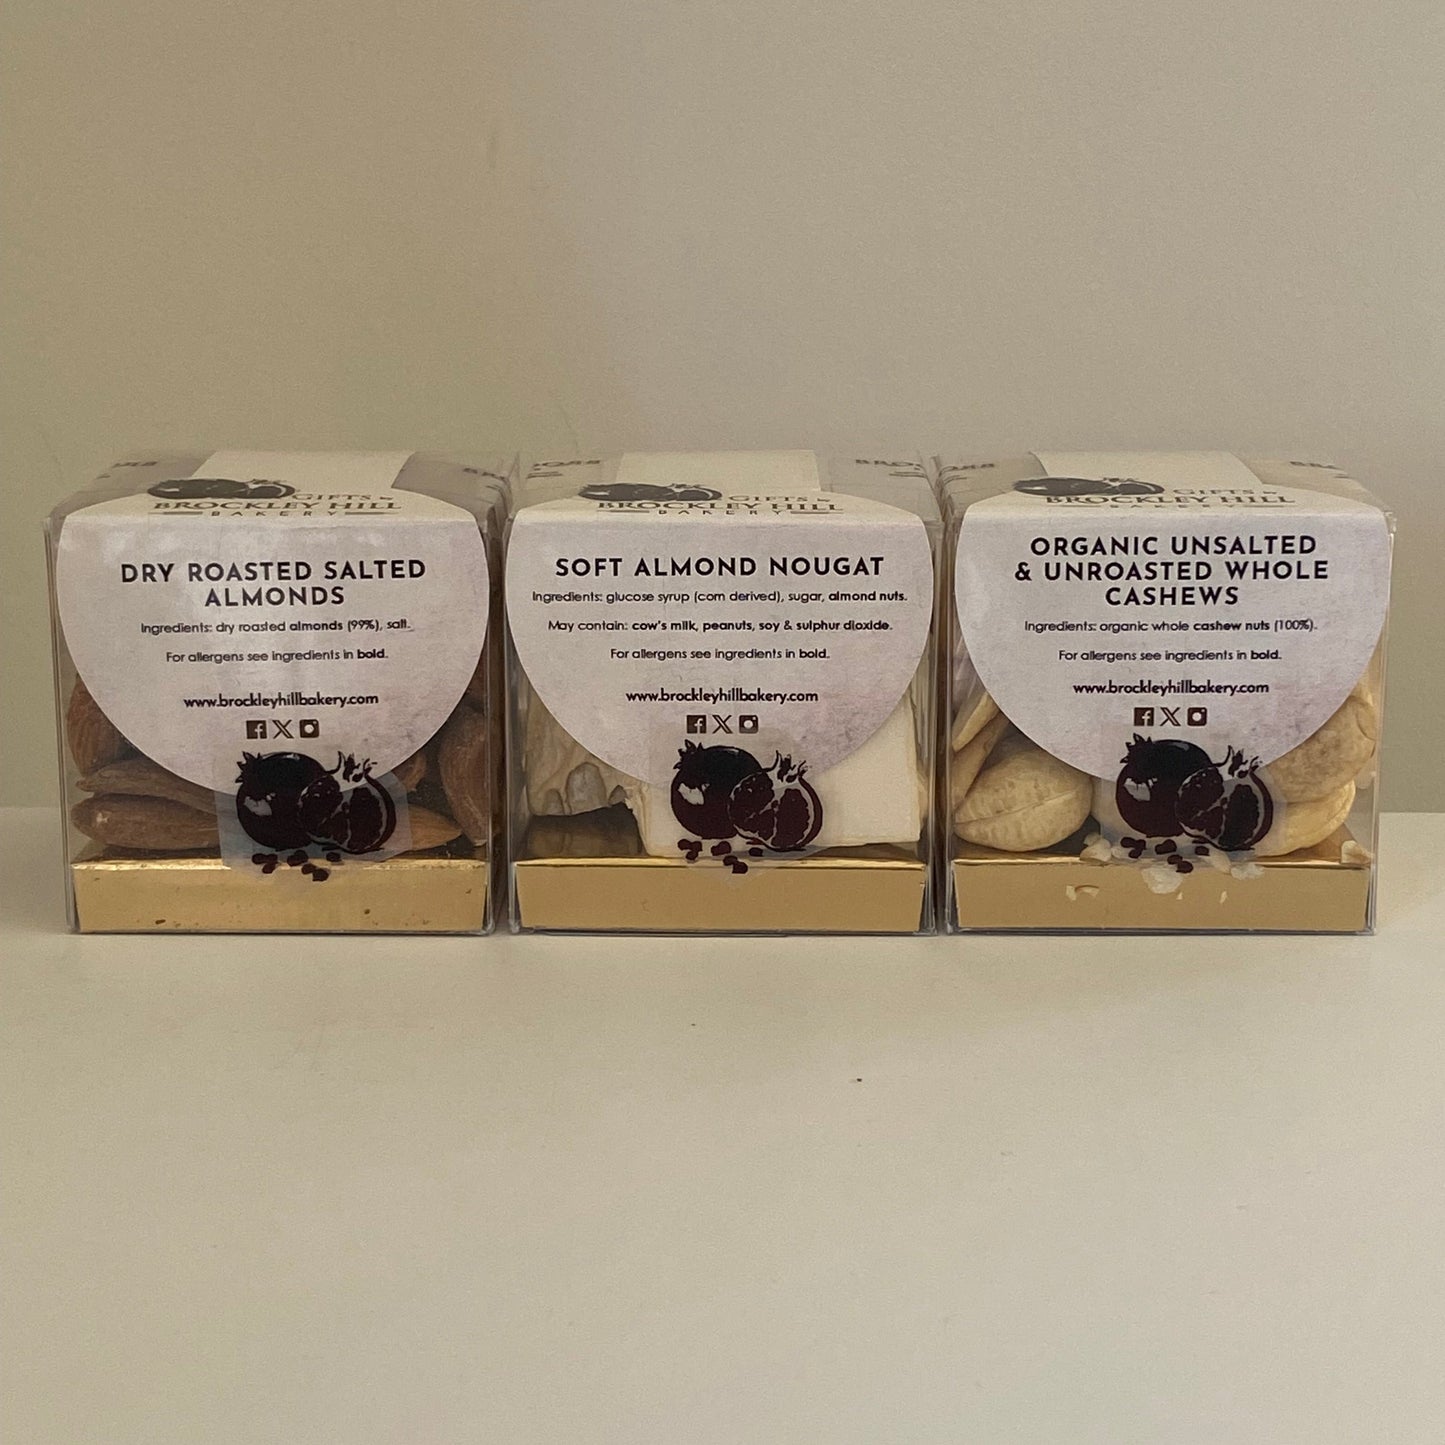 GIFTS by
BROCKLEY HILL
BAKERY
DRY ROASTED SALTED
ALMONDS
Ingredients: dry roasted almonds (99%), salt.
For allergens see ingredients in bold.
www.brockleyhillbakery.com
GIFTS by
BROCKLEY HILL
BAKERY
SOFT ALMOND NOUGAT
Ingredients: glucose syrup (corn derived), sugar, almond nuts.
May contain: cow's milk, peanuts, soy & sulphur dioxide.
For allergens see ingredients in bold.
www.brockleyhillbakery.com
GIFTS by
BROCKLEY HILL
BAKERY
ORGANIC UNSALTED
& UNROASTED WHOLE
CASHEWS
Ingredients: organic whole cashew nuts (100%).
For allergens see ingredients in bold.
www.brockleyhillbakery.com